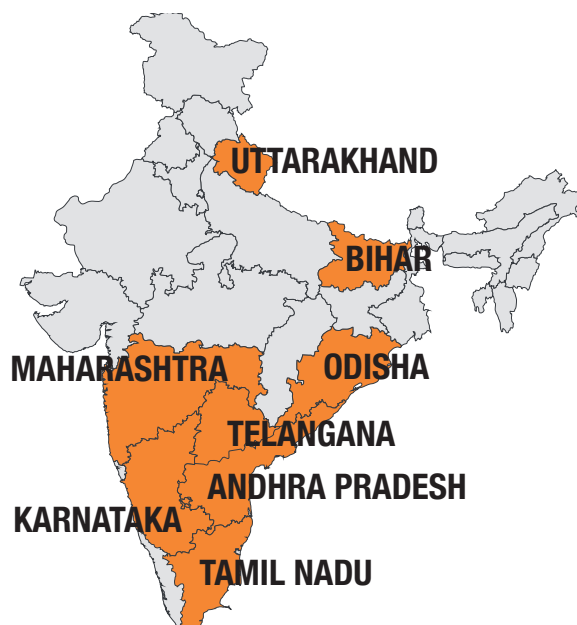 UTTARAKHAND
BIHAR
MAHARASHTRA
ODISHA
TELANGANA
ANDHRA PRADESH
KARNATAKA
TAMIL NADU